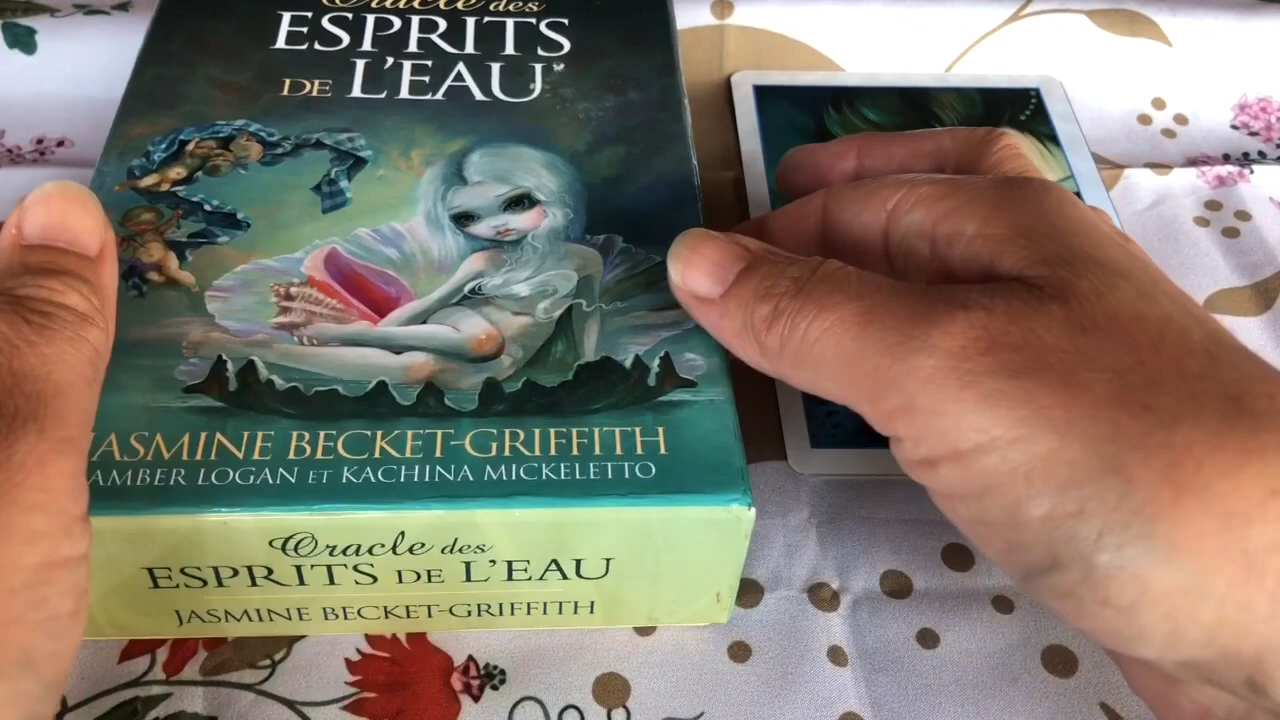 Oracle des
ESPRITS
DE L'EAU
JASMINE BECKET-GRIFFITH
AMBER LOGAN ET KACHINA MICKELETTO
Oracle des
ESPRITS DE L'EAU
JASMINE BECKET-GRIFFITH